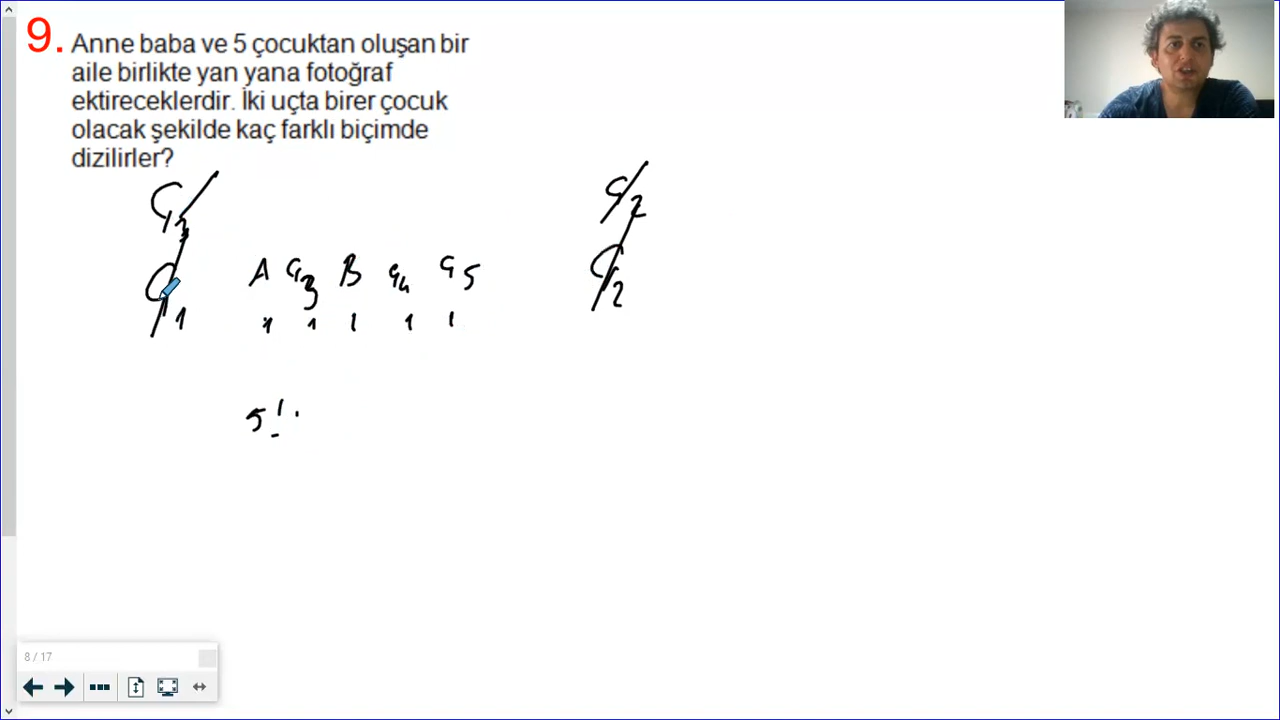 9. Anne baba ve 5 çocuktan oluşan bir
aile birlikte yan yana fotoğraf
ektireceklerdir. İki uçta birer çocuk
olacak şekilde kaç farklı biçimde
dizilirler?
Ç3 Ç2
Ç1 A Ç3 B Ç4 Ç5 Ç2
1 1 1 1 1
5! .
8 / 17